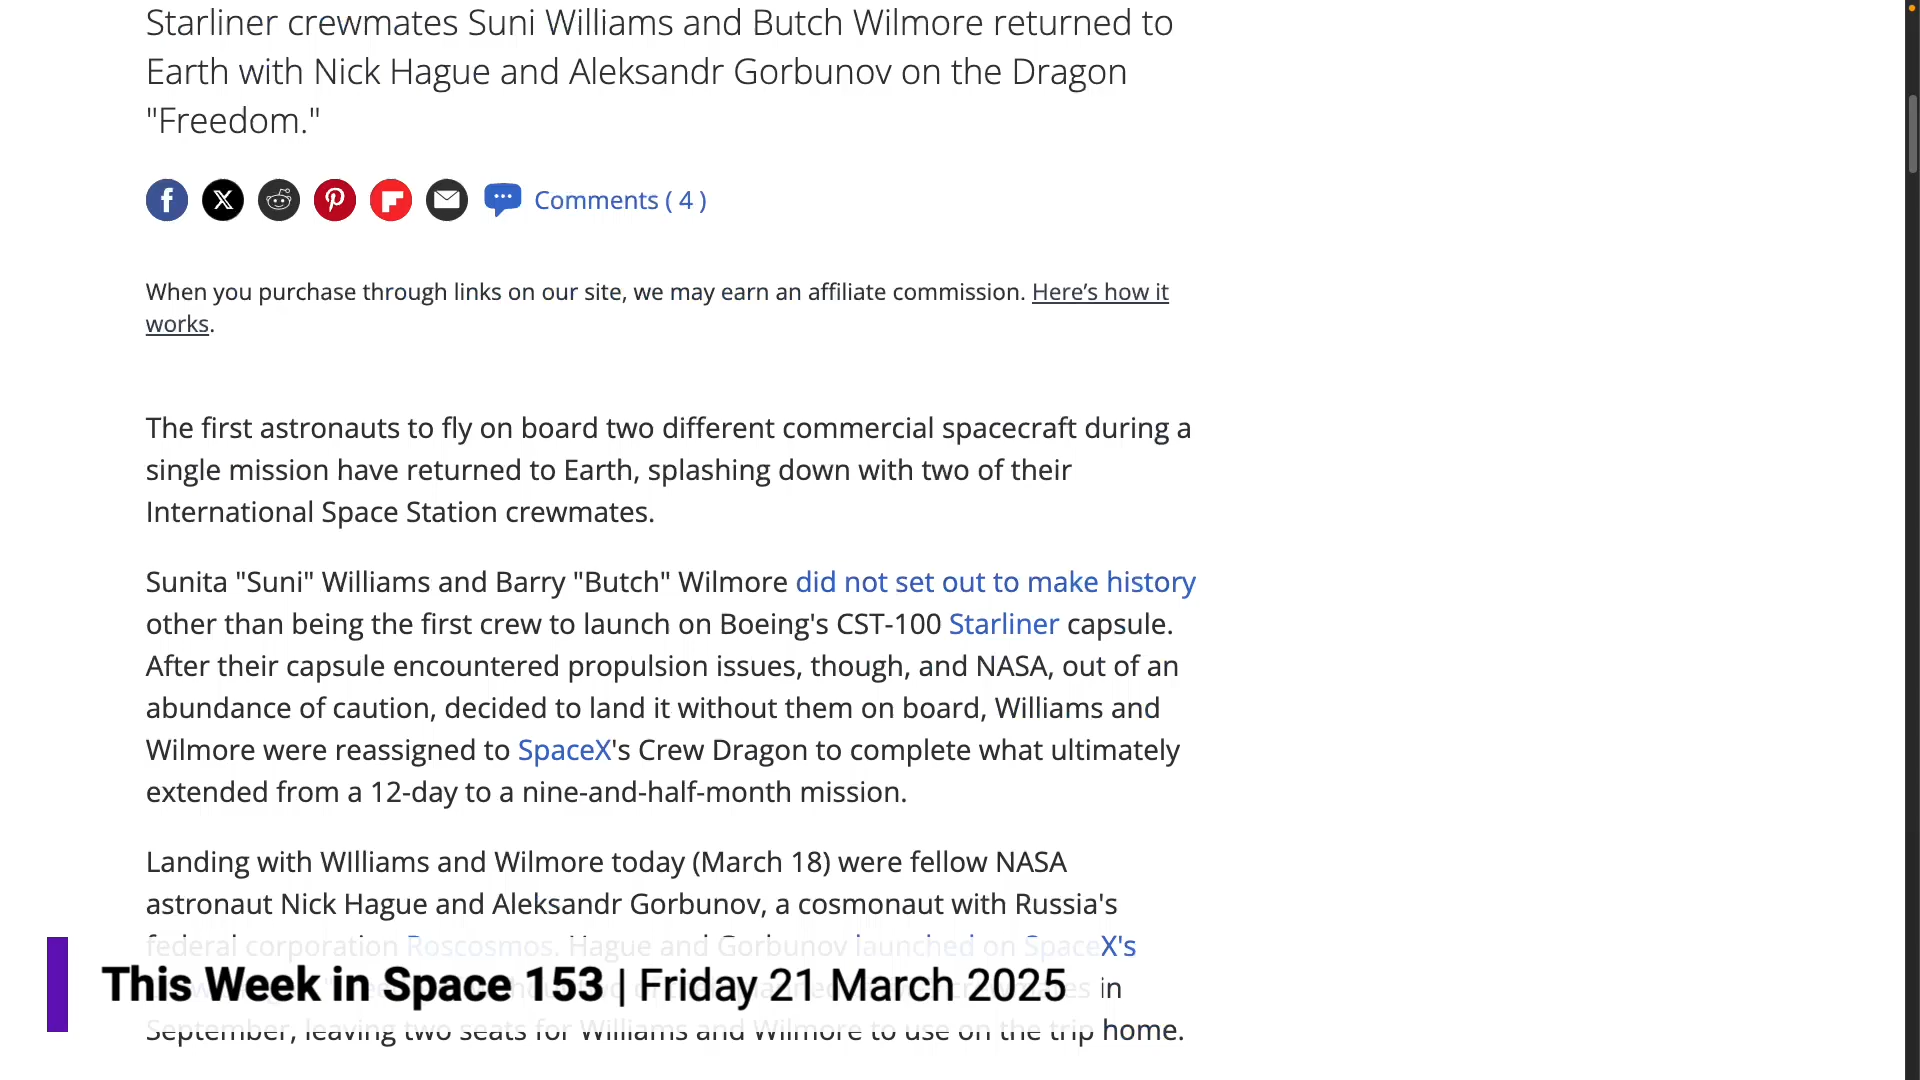 Starliner crewmates Suni Williams and Butch Wilmore returned to
Earth with Nick Hague and Aleksandr Gorbunov on the Dragon
"Freedom."
Comments ( 4 )
When you purchase through links on our site, we may earn an affiliate commission. Here’s how it
works.
The first astronauts to fly on board two different commercial spacecraft during a
single mission have returned to Earth, splashing down with two of their
International Space Station crewmates.
Sunita "Suni" Williams and Barry "Butch" Wilmore did not set out to make history
other than being the first crew to launch on Boeing's CST-100 Starliner capsule.
After their capsule encountered propulsion issues, though, and NASA, out of an
abundance of caution, decided to land it without them on board, Williams and
Wilmore were reassigned to SpaceX's Crew Dragon to complete what ultimately
extended from a 12-day to a nine-and-half-month mission.
Landing with WIlliams and Wilmore today (March 18) were fellow NASA
astronaut Nick Hague and Aleksandr Gorbunov, a cosmonaut with Russia's
federal corporation Roscosmos. Hague and Gorbunov launched on SpaceX's
in
This Week in Space 153 | Friday 21 March 2025
September, leaving two seats for Williams and Wilmore to use on the trip home.